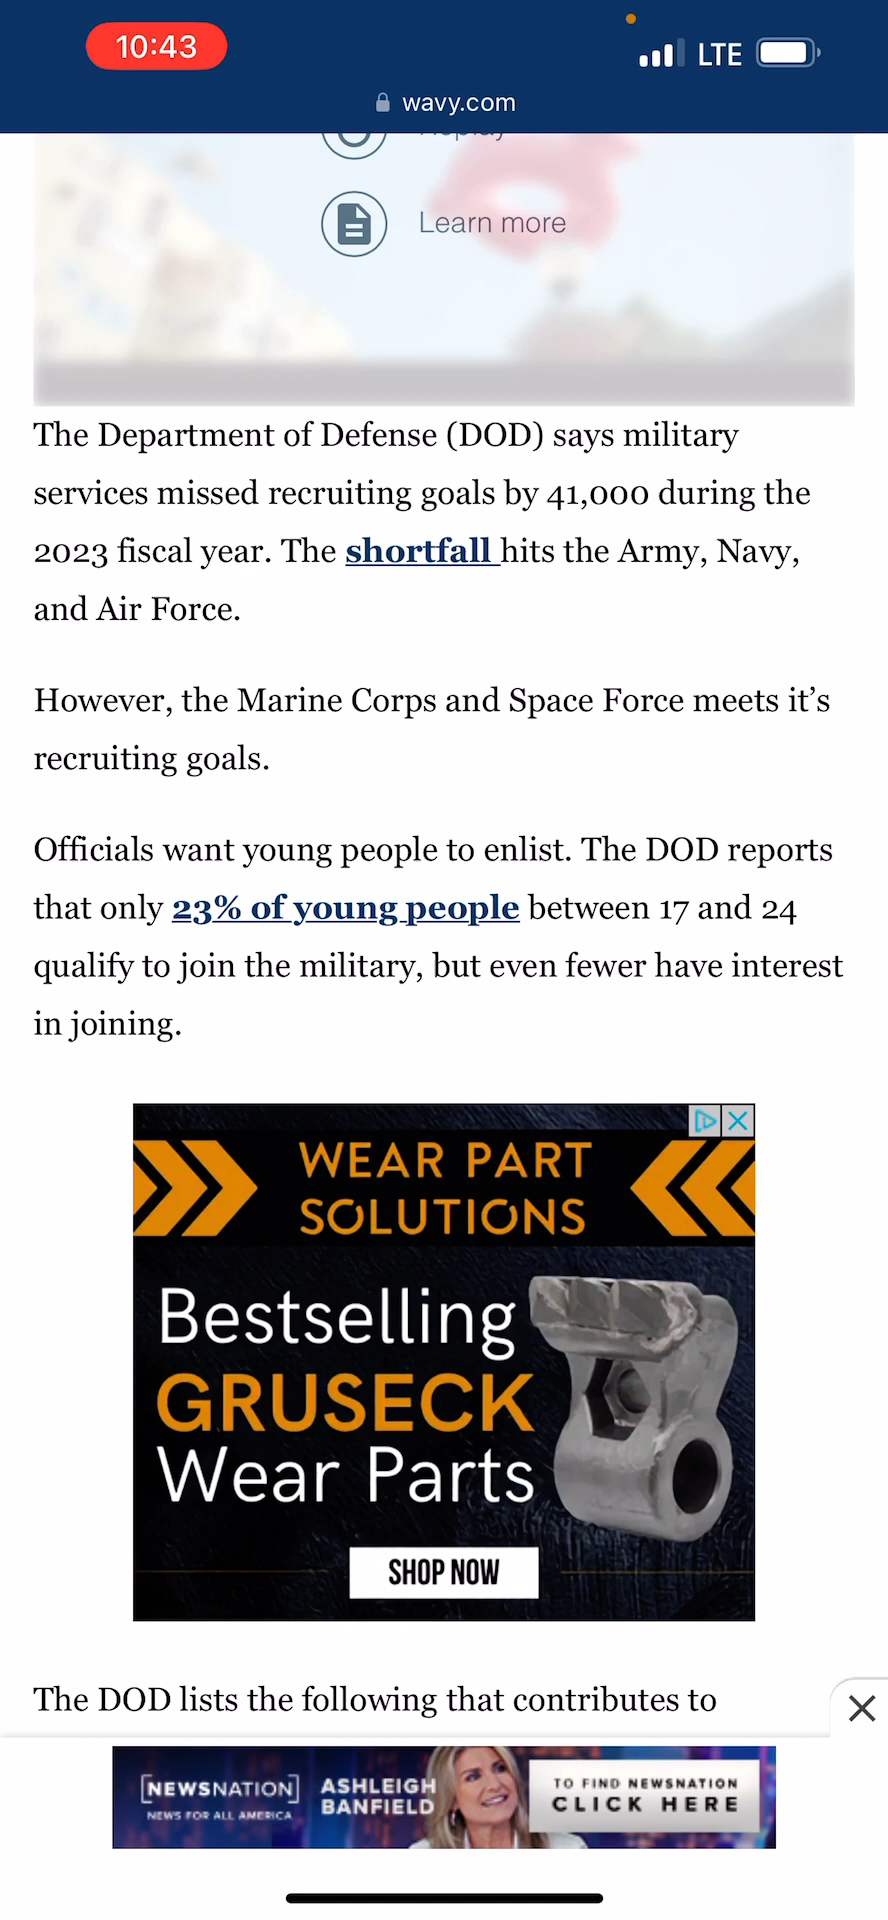 10:43
LTE
wavy.com
Replay
Learn more
The Department of Defense (DOD) says military
services missed recruiting goals by 41,000 during the
2023 fiscal year. The shortfall hits the Army, Navy,
and Air Force.
However, the Marine Corps and Space Force meets it’s
recruiting goals.
Officials want young people to enlist. The DOD reports
that only 23% of young people between 17 and 24
qualify to join the military, but even fewer have interest
in joining.
WEAR PART
SOLUTIONS
Bestselling
GRUSECK
Wear Parts
SHOP NOW
The DOD lists the following that contributes to
[NEWSNATION]
NEWS FOR ALL AMERICA
ASHLEIGH
BANFIELD
TO FIND NEWSNATION
CLICK HERE